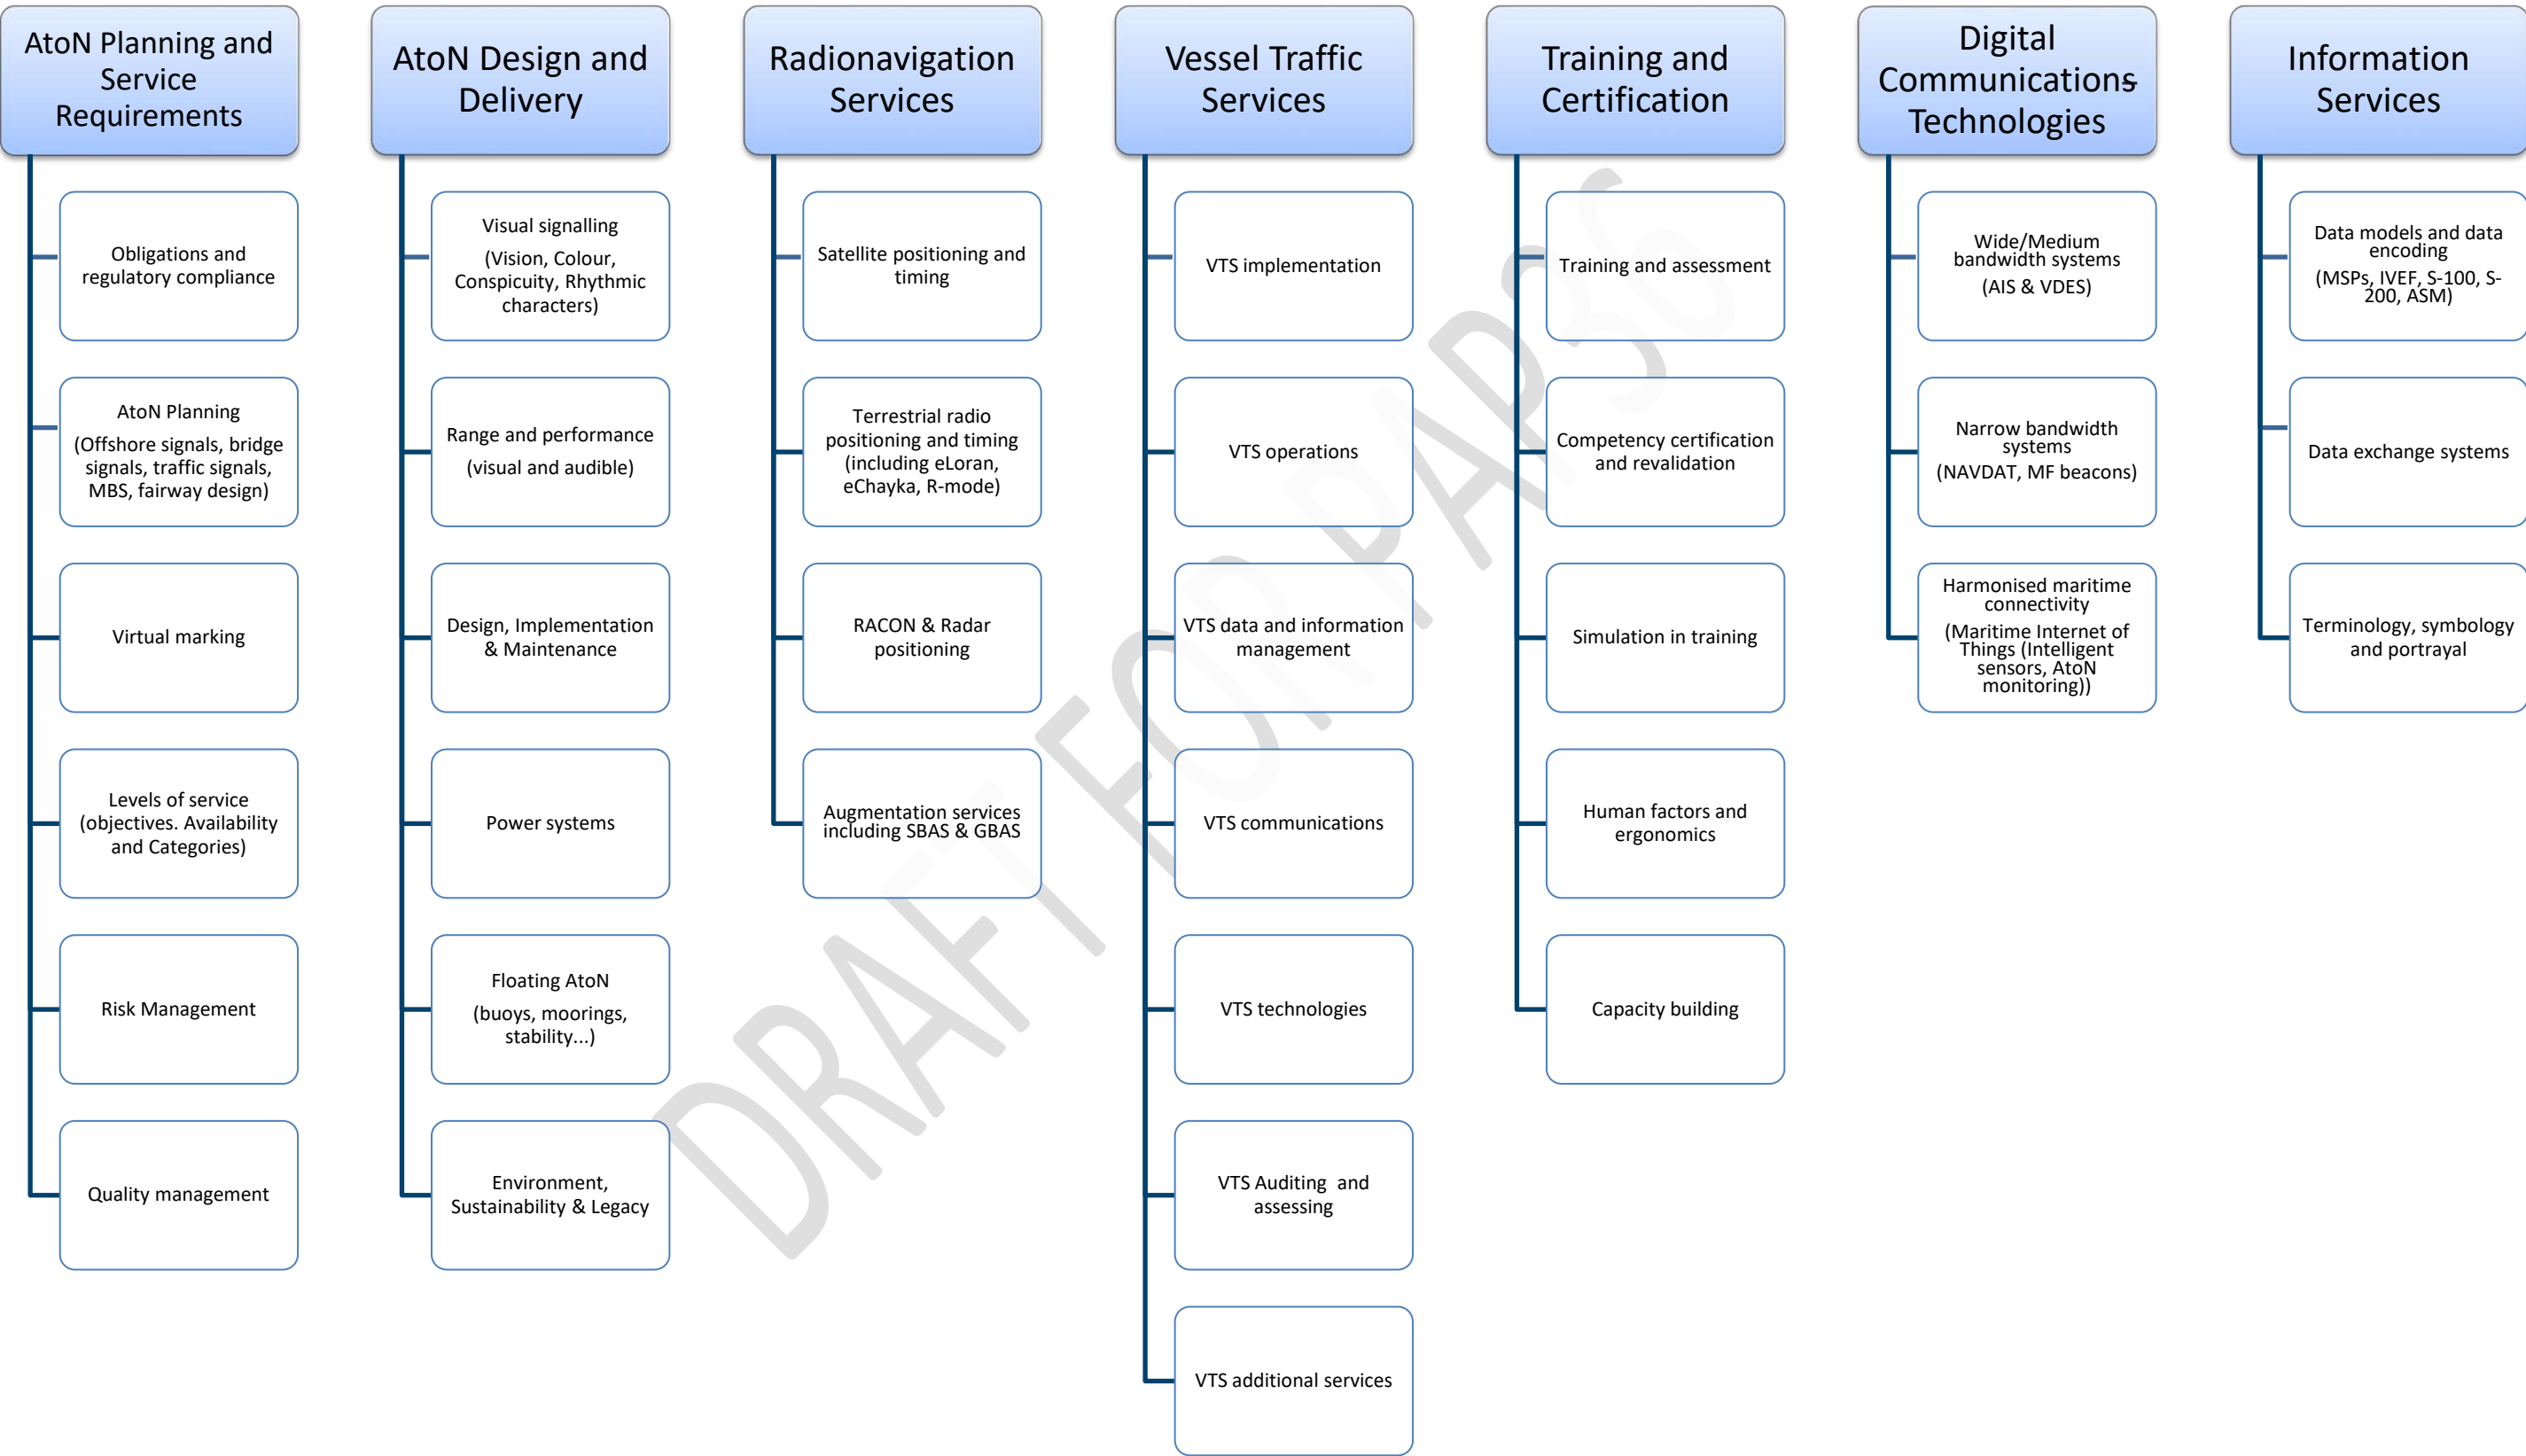 AtoN Planning and
Service
Requirements
Obligations and
regulatory compliance
AtoN Planning
(Offshore signals, bridge
signals, traffic signals,
MBS, fairway design)
Virtual marking
Levels of service
(objectives. Availability
and Categories)
Risk Management
Quality management
AtoN Design and
Delivery
Visual signalling
(Vision, Colour,
Conspicuity, Rhythmic
characters)
Range and performance
(visual and audible)
Design, Implementation
& Maintenance
Power systems
Floating AtoN
(buoys, moorings,
stability...)
Environment,
Sustainability & Legacy
Radionavigation
Services
Satellite positioning and
timing
Terrestrial radio
positioning and timing
(including eLoran,
eChayka, R-mode)
RACON & Radar
positioning
Augmentation services
including SBAS & GBAS
Vessel Traffic
Services
VTS implementation
VTS operations
VTS data and information
management
VTS communications
VTS technologies
VTS Auditing and
assessing
VTS additional services
Training and
Certification
Training and assessment
Competency certification
and revalidation
Simulation in training
Human factors and
ergonomics
Capacity building
Digital
Communications
Technologies
Wide/Medium
bandwidth systems
(AIS & VDES)
Narrow bandwidth
systems
(NAVDAT, MF beacons)
Harmonised maritime
connectivity
(Maritime Internet of
Things (Intelligent
sensors, AtoN
monitoring))
Information
Services
Data models and data
encoding
(MSPs, IVEF, S-100, S-
200, ASM)
Data exchange systems
Terminology, symbology
and portrayal
DRAFT FOR PAP36